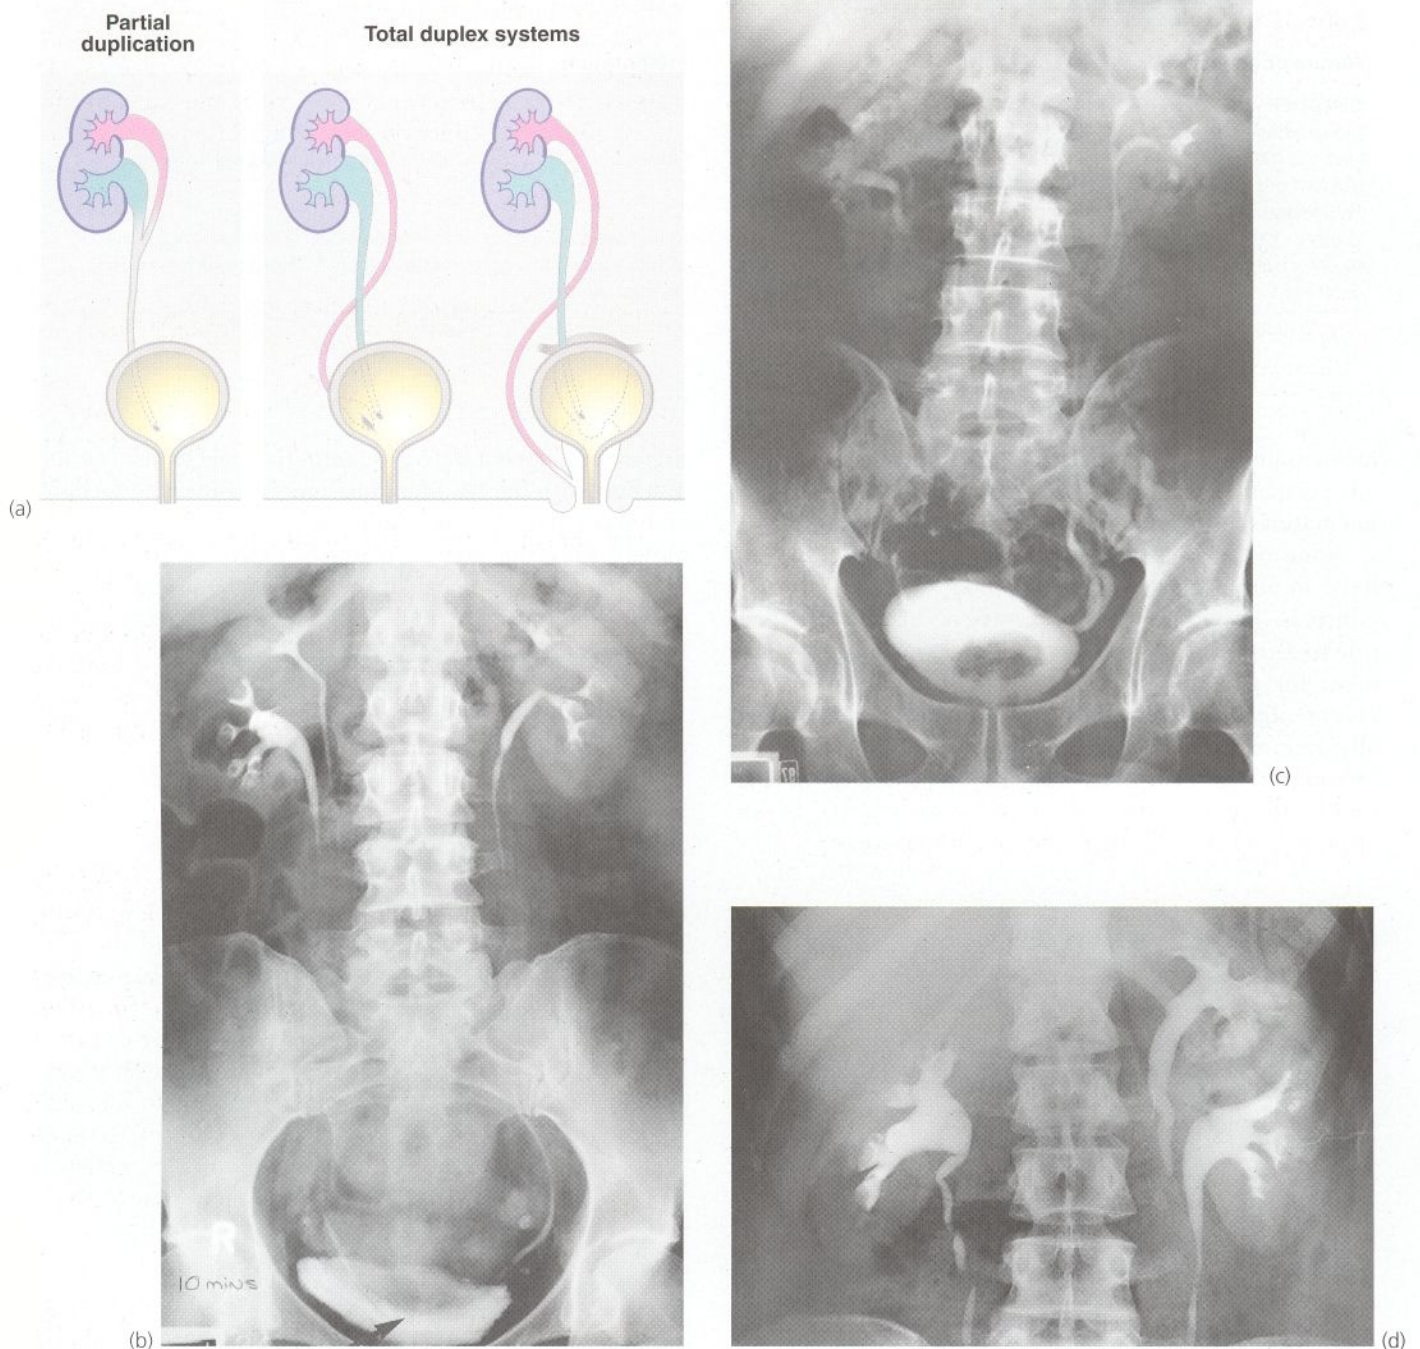 Partial
duplication
Total duplex systems
(a)
R
10 mins
(b)
(c)
(d)